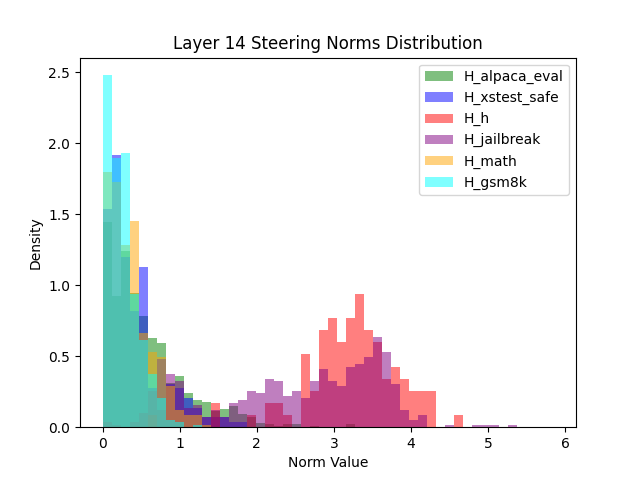 Layer 14 Steering Norms Distribution
2.5
2.0
1.5
1.0
0.5
0.0
Density
H_alpaca_eval
H_xstest_safe
H_h
H_jailbreak
H_math
H_gsm8k
0 1 2 3 4 5 6
Norm Value